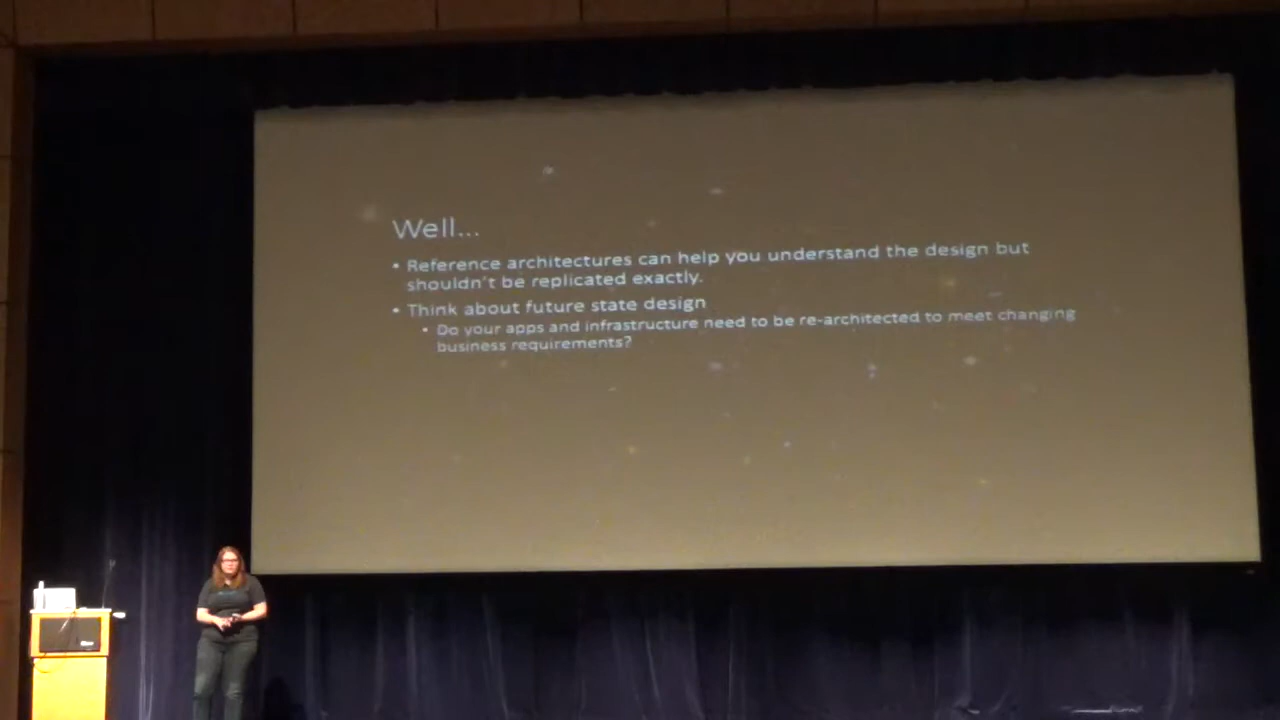 Well...
• Reference architectures can help you understand the design but
shouldn't be replicated exactly.
• Think about future state design
• Do your apps and infrastructure need to be re-architected to meet changing
business requirements?